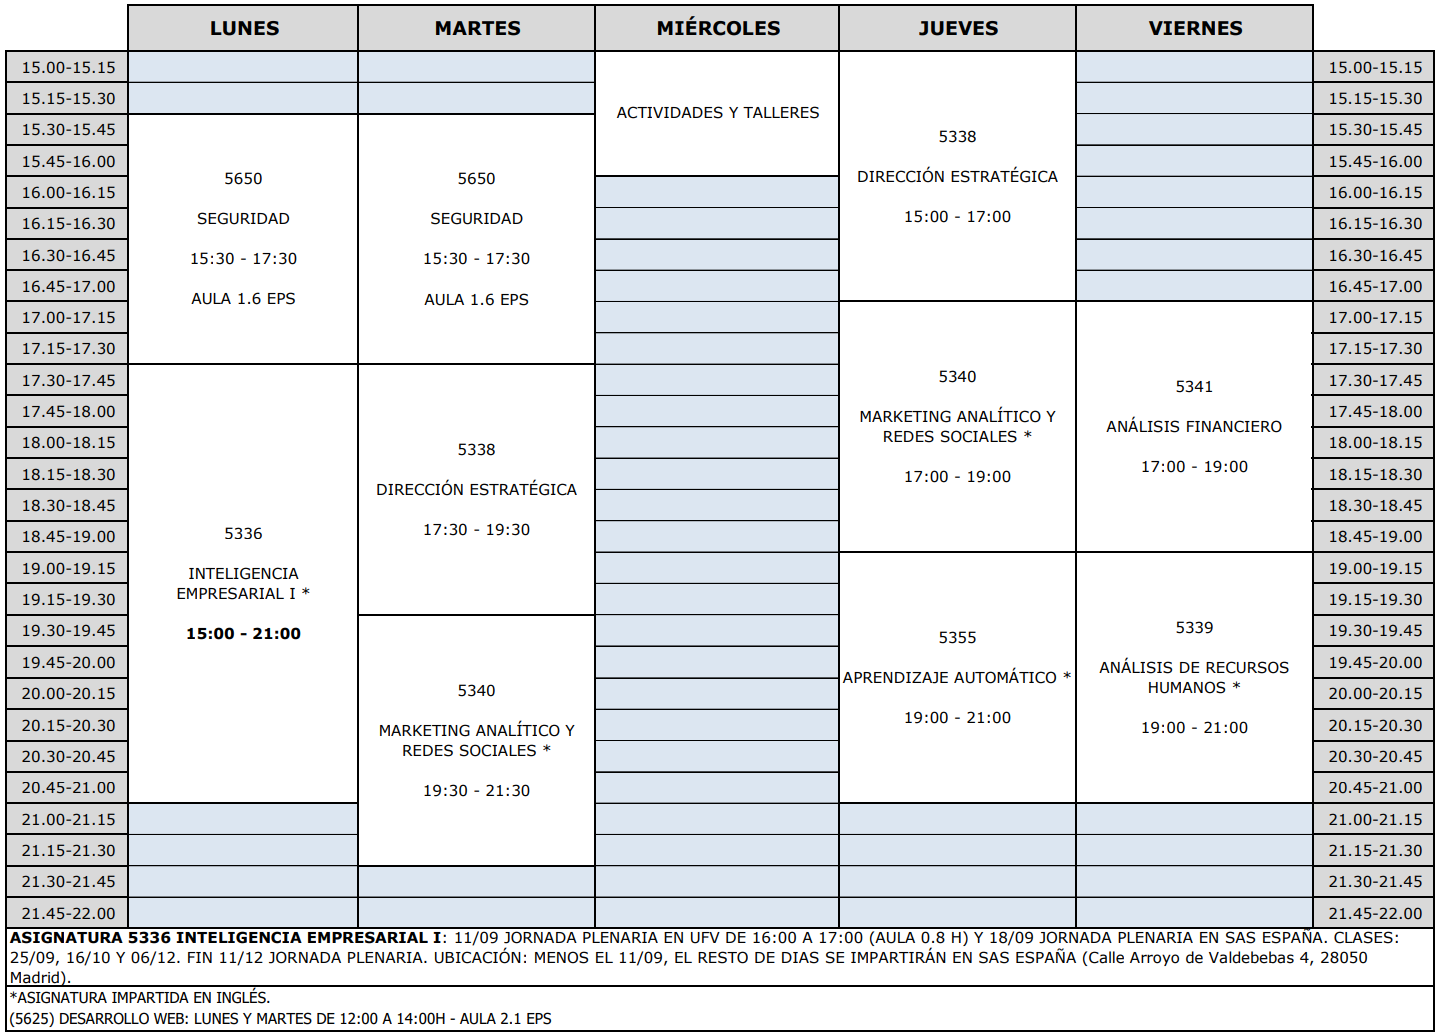 LUNES MARTES MIÉRCOLES JUEVES VIERNES
15.00-15.15 15.00-15.15
15.15-15.30 15.15-15.30
15.30-15.45 15.30-15.45
15.45-16.00 15.45-16.00
16.00-16.15 16.00-16.15
16.15-16.30 16.15-16.30
16.30-16.45 16.30-16.45
16.45-17.00 16.45-17.00
17.00-17.15 17.00-17.15
17.15-17.30 17.15-17.30
17.30-17.45 17.30-17.45
17.45-18.00 17.45-18.00
18.00-18.15 18.00-18.15
18.15-18.30 18.15-18.30
18.30-18.45 18.30-18.45
18.45-19.00 18.45-19.00
19.00-19.15 19.00-19.15
19.15-19.30 19.15-19.30
19.30-19.45 19.30-19.45
19.45-20.00 19.45-20.00
20.00-20.15 20.00-20.15
20.15-20.30 20.15-20.30
20.30-20.45 20.30-20.45
20.45-21.00 20.45-21.00
21.00-21.15 21.00-21.15
21.15-21.30 21.15-21.30
21.30-21.45 21.30-21.45
21.45-22.00 21.45-22.00
5650
SEGURIDAD
15:30 - 17:30
AULA 1.6 EPS
5336
INTELIGENCIA
EMPRESARIAL I *
15:00 - 21:00
5650
SEGURIDAD
15:30 - 17:30
AULA 1.6 EPS
5338
DIRECCIÓN ESTRATÉGICA
17:30 - 19:30
5340
MARKETING ANALÍTICO Y
REDES SOCIALES *
19:30 - 21:30
ACTIVIDADES Y TALLERES
5338
DIRECCIÓN ESTRATÉGICA
15:00 - 17:00
5340
MARKETING ANALÍTICO Y
REDES SOCIALES *
17:00 - 19:00
5355
APRENDIZAJE AUTOMÁTICO *
19:00 - 21:00
5341
ANÁLISIS FINANCIERO
17:00 - 19:00
5339
ANÁLISIS DE RECURSOS
HUMANOS *
19:00 - 21:00
ASIGNATURA 5336 INTELIGENCIA EMPRESARIAL I: 11/09 JORNADA PLENARIA EN UFV DE 16:00 A 17:00 (AULA 0.8 H) Y 18/09 JORNADA PLENARIA EN SAS ESPAÑA. CLASES:
25/09, 16/10 Y 06/12. FIN 11/12 JORNADA PLENARIA. UBICACIÓN: MENOS EL 11/09, EL RESTO DE DIAS SE IMPARTIRÁN EN SAS ESPAÑA (Calle Arroyo de Valdebebas 4, 28050
Madrid).
*ASIGNATURA IMPARTIDA EN INGLÉS.
(5625) DESARROLLO WEB: LUNES Y MARTES DE 12:00 A 14:00H - AULA 2.1 EPS